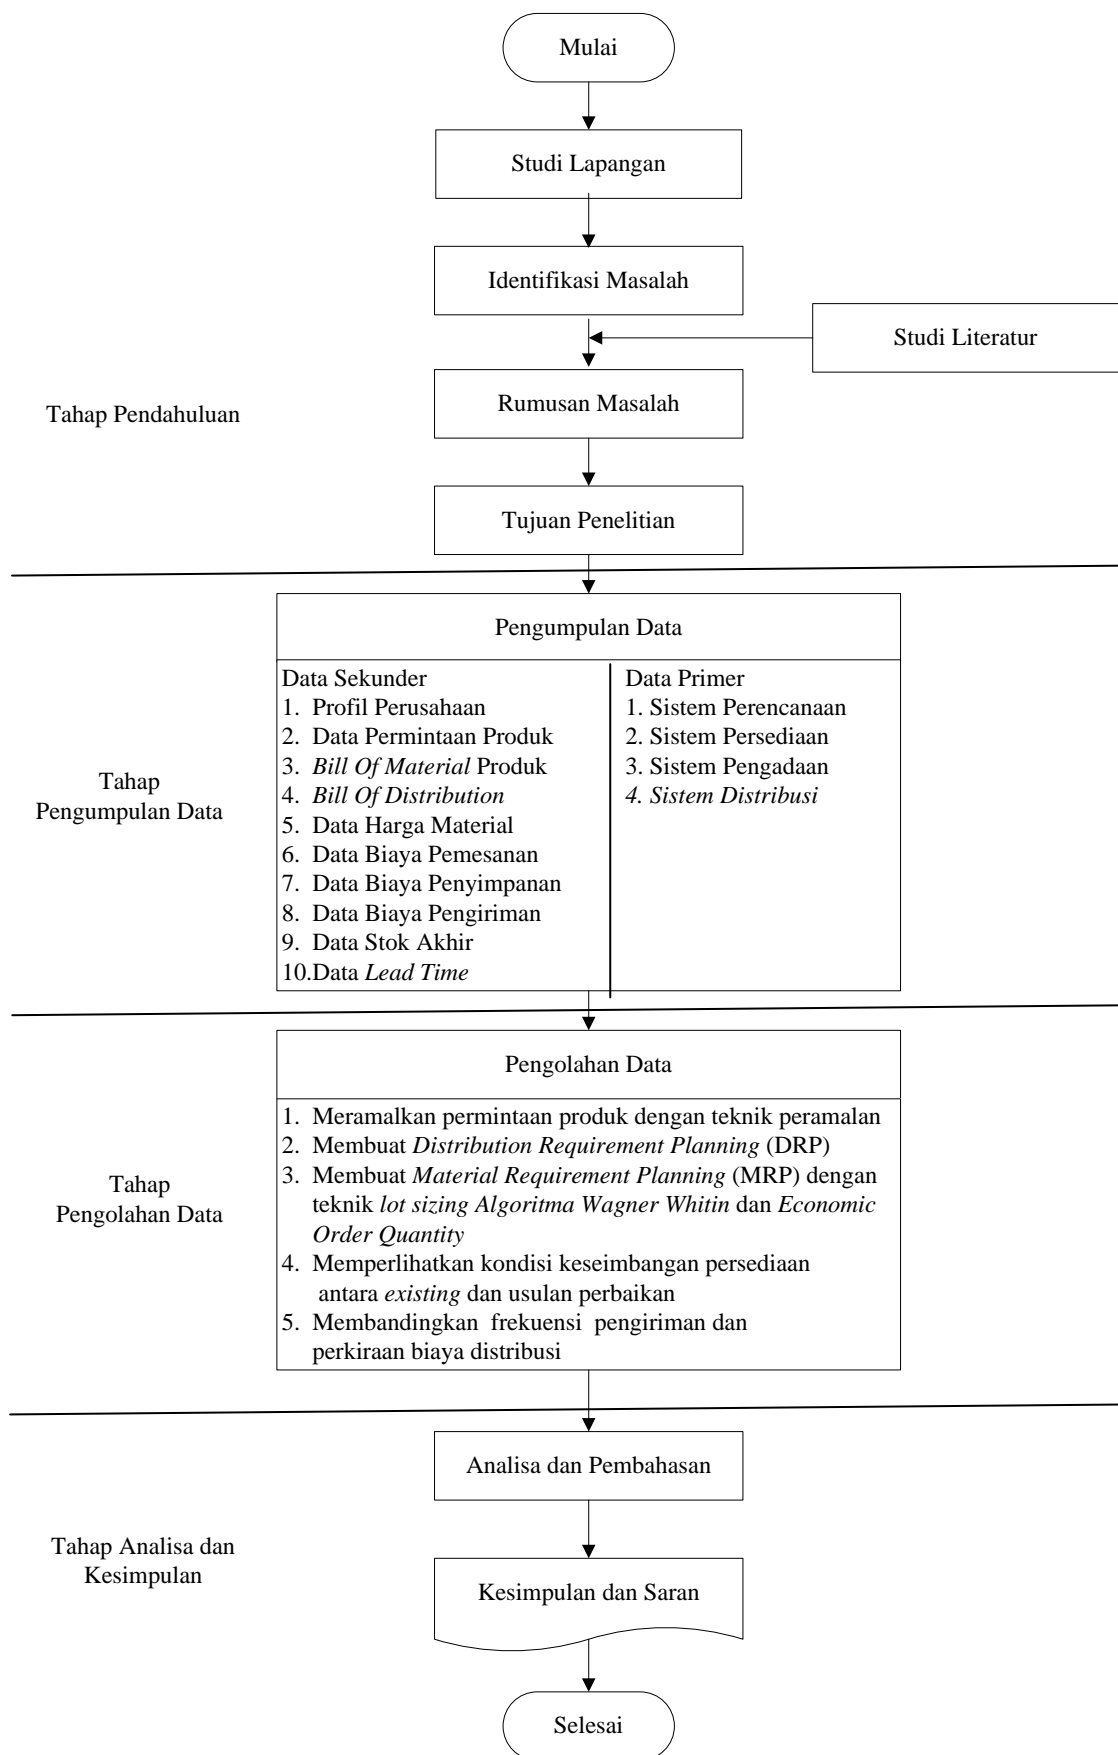 Mulai
Studi Lapangan
Identifikasi Masalah
Studi Literatur
Rumusan Masalah
Tahap Pendahuluan
Tujuan Penelitian
Pengumpulan Data
Tahap
Pengumpulan Data
Data Sekunder
1. Profil Perusahaan
2. Data Permintaan Produk
3. Bill Of Material Produk
4. Bill Of Distribution
5. Data Harga Material
6. Data Biaya Pemesanan
7. Data Biaya Penyimpanan
8. Data Biaya Pengiriman
9. Data Stok Akhir
10.Data Lead Time
Data Primer
1. Sistem Perencanaan
2. Sistem Persediaan
3. Sistem Pengadaan
4. Sistem Distribusi
Pengolahan Data
Tahap
Pengolahan Data
1. Meramalkan permintaan produk dengan teknik peramalan
2. Membuat Distribution Requirement Planning (DRP)
3. Membuat Material Requirement Planning (MRP) dengan
teknik lot sizing Algoritma Wagner Whitin dan Economic
Order Quantity
4. Memperlihatkan kondisi keseimbangan persediaan
antara existing dan usulan perbaikan
5. Membandingkan frekuensi pengiriman dan
perkiraan biaya distribusi
Analisa dan Pembahasan
Tahap Analisa dan
Kesimpulan
Kesimpulan dan Saran
Selesai